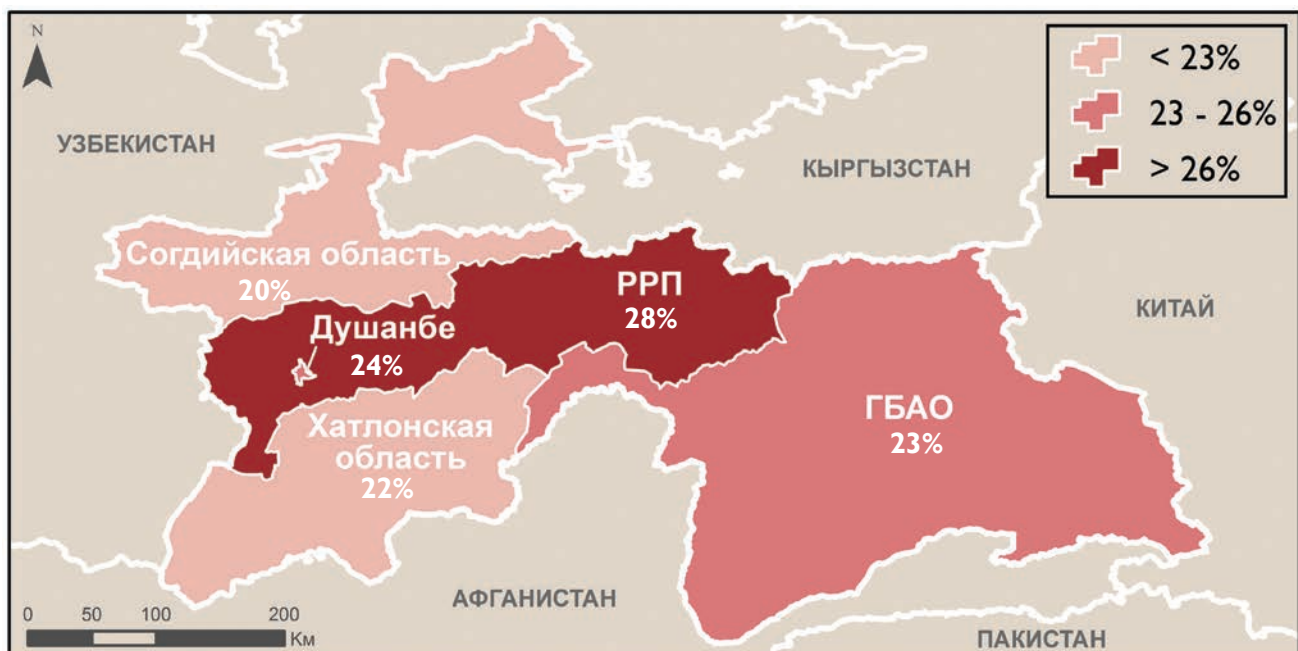 N
< 23%
23 - 26%
> 26%
УЗБЕКИСТАН
КЫРГЫЗСТАН
Согдийская область
20%
РРП
28%
КИТАЙ
Душанбе
24%
ГБАО
23%
Хатлонская
область
22%
АФГАНИСТАН
ПАКИСТАН
0 50 100 200
Км